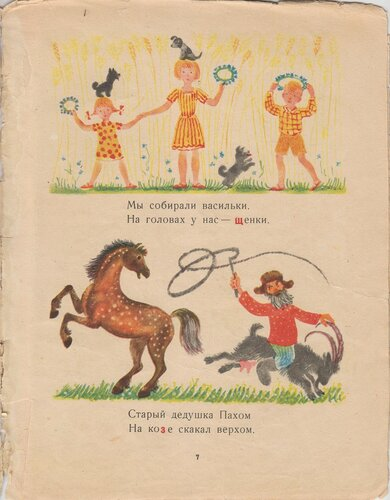 Мы собирали васильки.
На головах у нас — щенки.
Старый дедушка Пахом
На козе скакал верхом.
7